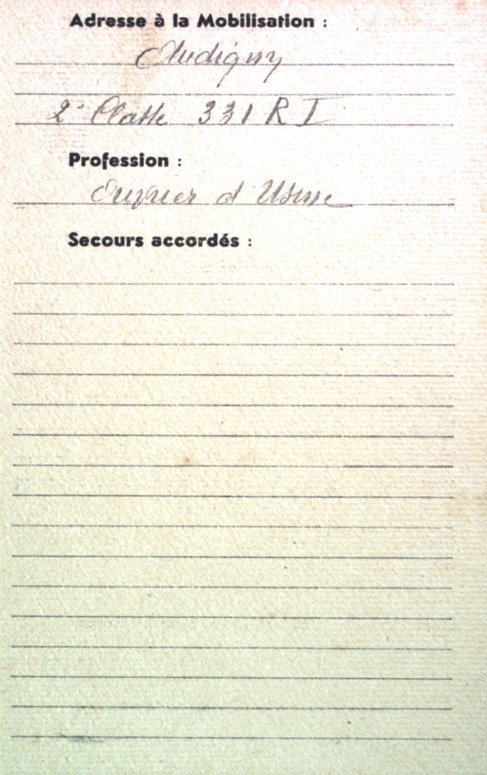 Adresse à la Mobilisation :
Audigny
2e Classe 331 R I
Profession :
Ouvrier d Usine
Secours accordés :